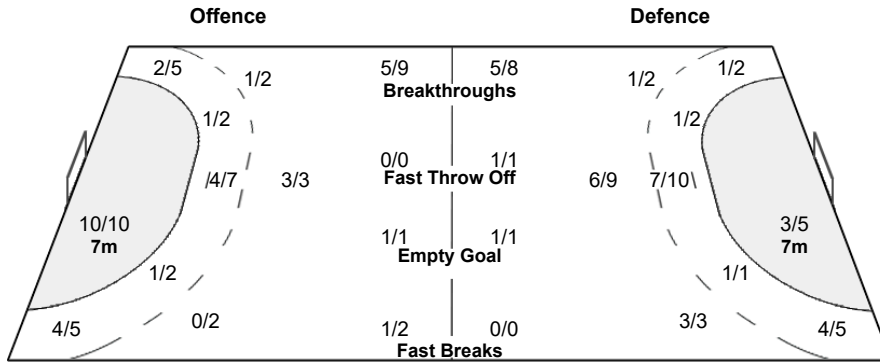 Offence Defence
2/5 1/2 5/9 5/8 1/2 1/2
Breakthroughs
1/2 1/2
0/0 1/1
4/7 3/3 Fast Throw Off 6/9 7/10
10/10 3/5
7m 7m
1/1 1/1
Empty Goal
1/2 1/1
4/5 0/2 1/2 0/0 3/3 4/5
Fast Breaks